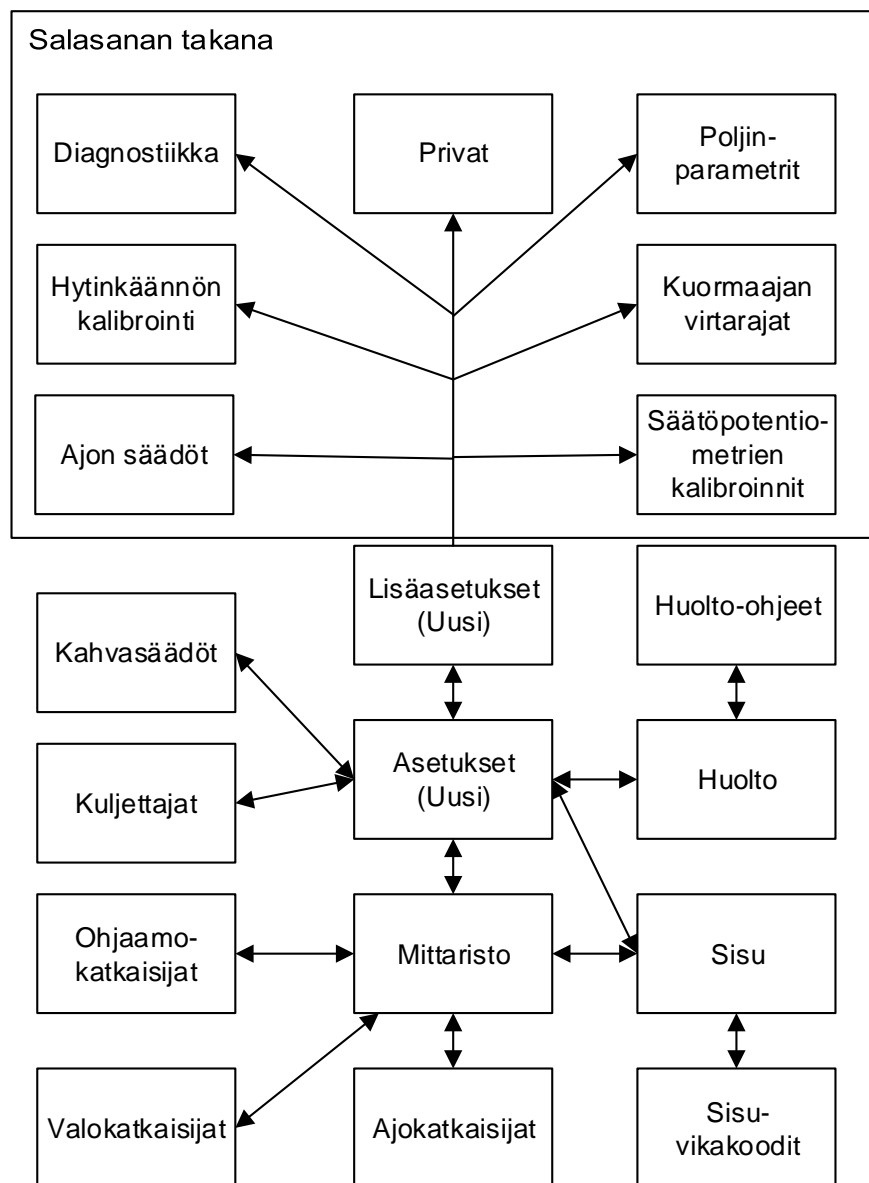 Salasanan takana
Diagnostiikka
Privat
Poljin-
parametrit
Hytinkäännön
kalibrointi
Kuormaajan
virtarajat
Ajon säädöt
Säätöpotentio-
metrien
kalibroinnit
Lisäasetukset
(Uusi)
Huolto-ohjeet
Kahvasäädöt
Asetukset
(Uusi)
Huolto
Kuljettajat
Ohjaamo-
katkaisijat
Mittaristo
Sisu
Valokatkaisijat
Ajokatkaisijat
Sisu-
vikakoodit